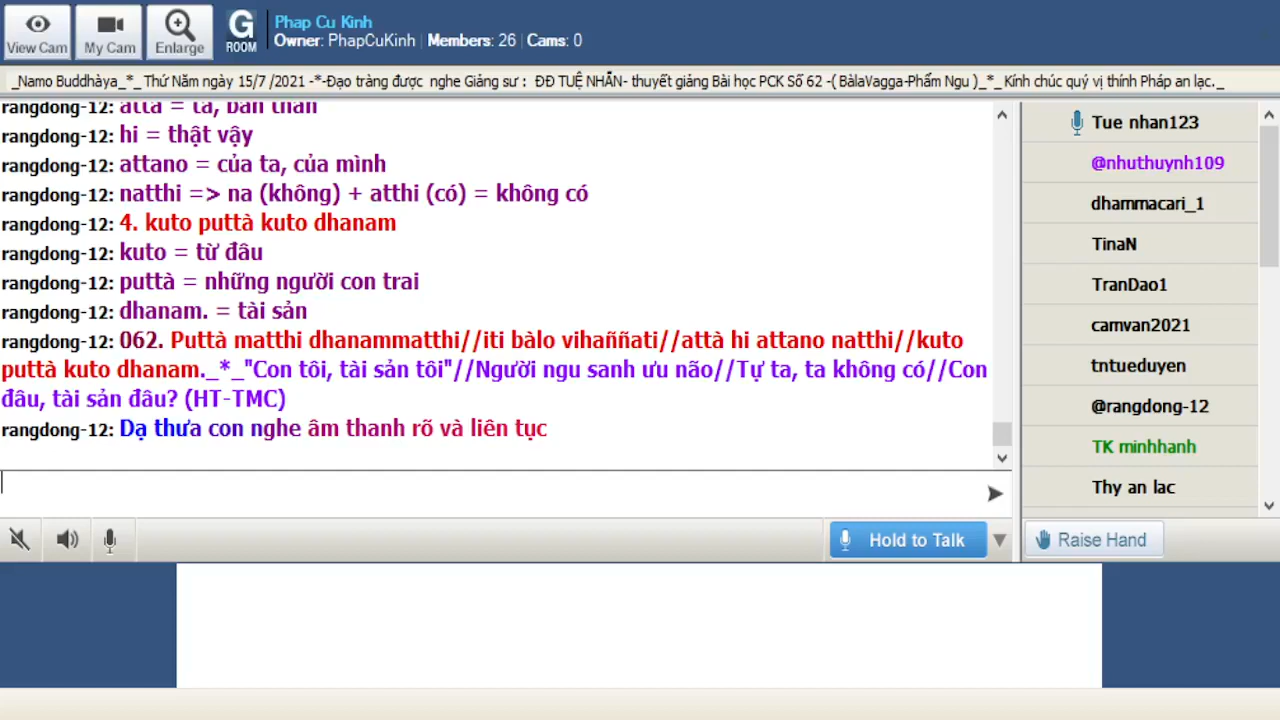 View Cam
My Cam
Enlarge
G
ROOM
Phap Cu Kinh
Owner: PhapCuKinh Members: 26 Cams: 0
_Namo Buddhàya_*_ Thứ Năm ngày 15/7 /2021 -*-Đạo tràng được nghe Giảng sư : ĐĐ TUỆ NHẪN- thuyết giảng Bài học PCK Số 62 -( BàlaVagga-Phẩm Ngu )_*_ Kính chúc quý vị thính Pháp an lạc._
rangdong-12: attà = ta, bản thân
rangdong-12: hi = thật vậy
rangdong-12: attano = của ta, của mình
rangdong-12: natthi => na (không) + atthi (có) = không có
rangdong-12: 4. kuto puttà kuto dhanam
rangdong-12: kuto = từ đâu
rangdong-12: puttà = những người con trai
rangdong-12: dhanam. = tài sản
rangdong-12: 062. Puttà matthi dhanammatthi//iti bàlo vihaññati//attà hi attano natthi//kuto
puttà kuto dhanam._*_"Con tôi, tài sản tôi"//Người ngu sanh ưu não//Tự ta, ta không có//Con
đâu, tài sản đâu? (HT-TMC)
rangdong-12: Dạ thưa con nghe âm thanh rõ và liên tục
Tue nhan123
@nhuthuynh109
dhammacari_1
TinaN
TranDao1
camvan2021
tntueduyen
@rangdong-12
TK minhhanh
Thy an lac
Hold to Talk
Raise Hand